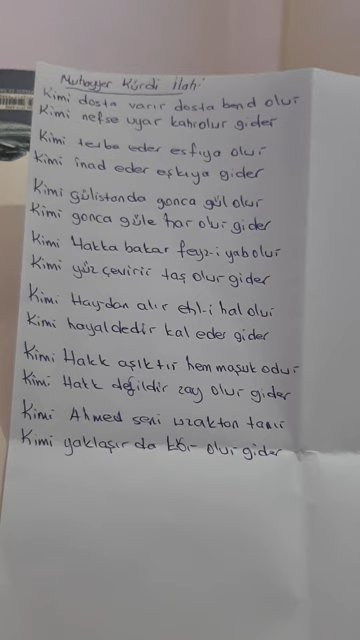 Muhayyer Kürdi İlahi
Kimi dosta varır dosta bend olur
Kimi nefse uyar kahrolur gider
Kimi terbe eder esfiya olur
Kimi inad eder eşkıya gider
Kimi gülistanda gonca gül olur
Kimi gonca güle har olur gider
Kimi Hakka bakar feyz-i yab olur
Kimi yüz çevirir taş olur gider
Kimi Hay-dan alır ehl-i hal olur
Kimi hayaldedir kal eder gider
Kimi Hakk aşıktır hem maşuk odur
Kimi Hakk değildir zay olur gider
Kimi Ahmed seni uzaktan tanır
Kimi yaklaşır da kör olur gider